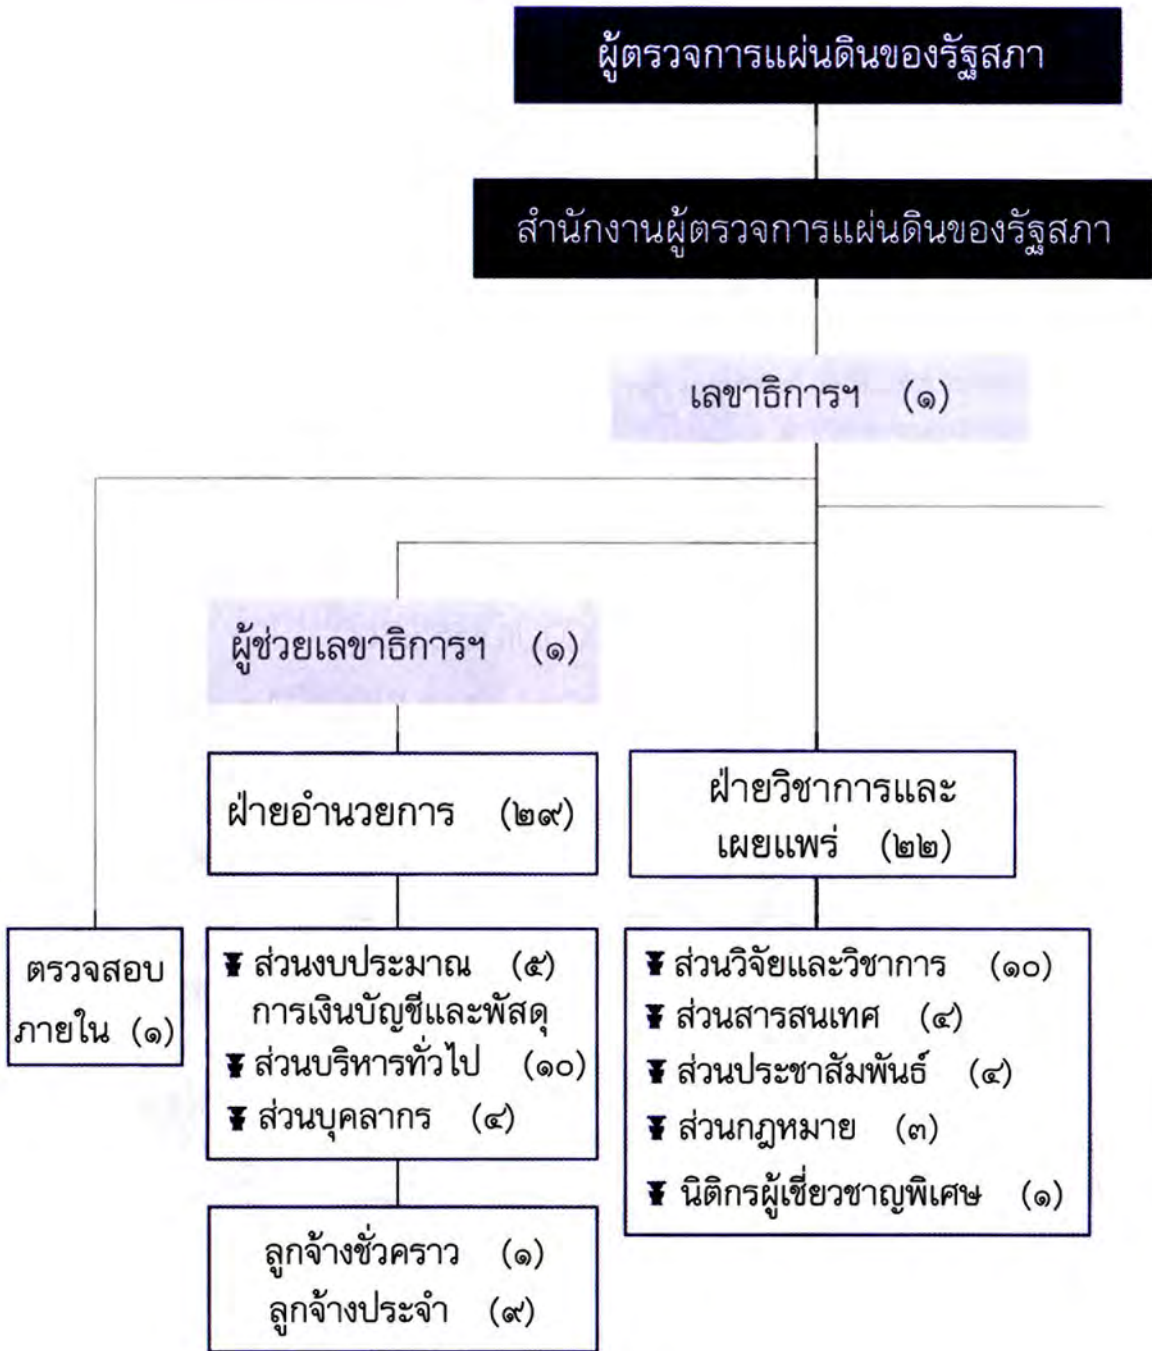 ผู้ตรวจการแผ่นดินของรัฐสภา
สำนักงานผู้ตรวจการแผ่นดินของรัฐสภา
เลขาธิการฯ (๑)
ผู้ช่วยเลขาธิการฯ (๑)
ฝ่ายอำนวยการ (๒๙)
ฝ่ายวิชาการและ
เผยแพร่ (๒๒)
ตรวจสอบ
ภายใน (๑)
ส่วนงบประมาณ (๕)
การเงินบัญชีและพัสดุ
ส่วนบริหารทั่วไป (๑๐)
ส่วนบุคลากร (๔)
ลูกจ้างชั่วคราว (๑)
ลูกจ้างประจำ (๙)
ส่วนวิจัยและวิชาการ (๑๐)
ส่วนสารสนเทศ (๔)
ส่วนประชาสัมพันธ์ (๔)
ส่วนกฎหมาย (๓)
นิติกรผู้เชี่ยวชาญพิเศษ (๑)